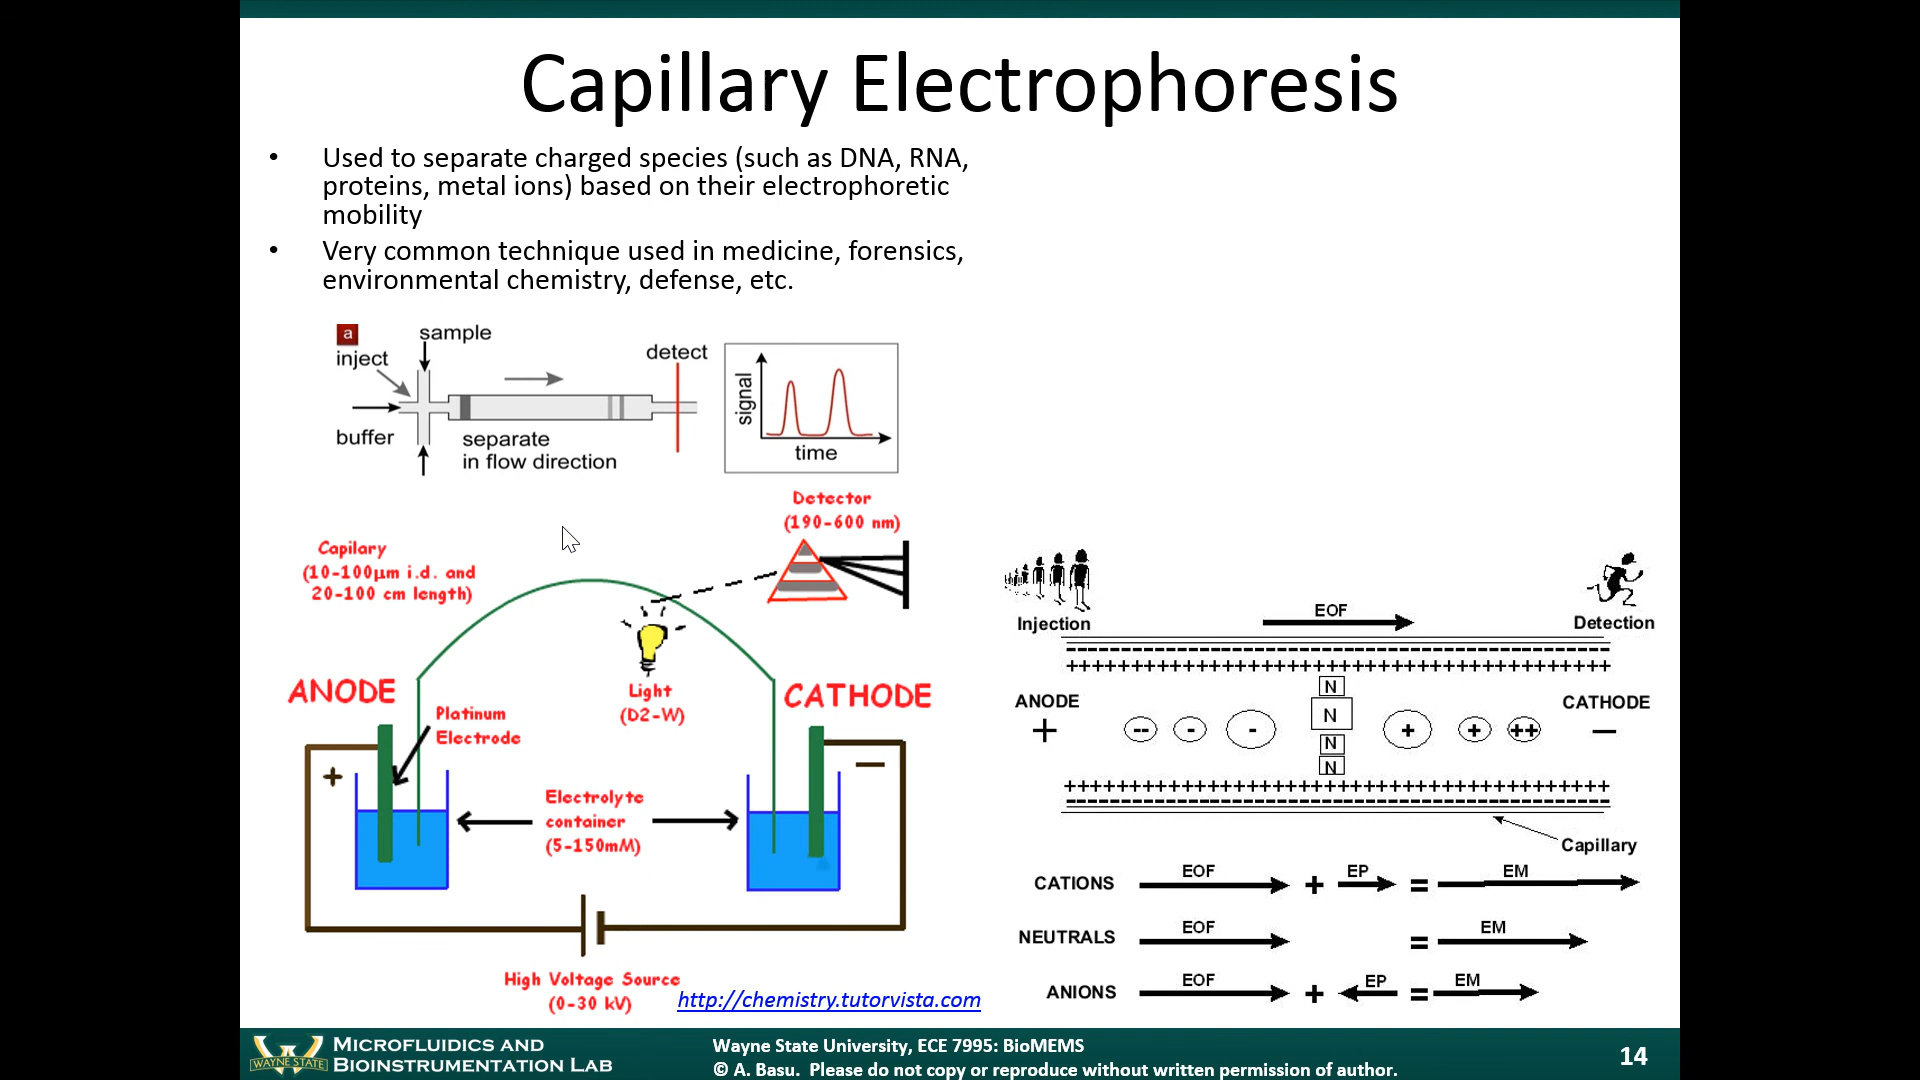 Capillary Electrophoresis
• Used to separate charged species (such as DNA, RNA,
proteins, metal ions) based on their electrophoretic
mobility
• Very common technique used in medicine, forensics,
environmental chemistry, defense, etc.
a
sample
inject
detect
buffer
separate
in flow direction
signal
time
Detector
(190-600 nm)
Capilary
(10-100µm i.d. and
20-100 cm length)
ANODE
Platinum
Electrode
Light
(D2-W)
CATHODE
+
−
Electrolyte
container
(5-150mM)
High Voltage Source
(0-30 kV)
http://chemistry.tutorvista.com
Injection
EOF
Detection
ANODE
+
CATHODE
−
N
N
N
N
-- - - + + ++
Capillary
CATIONS EOF + EP = EM
NEUTRALS EOF = EM
ANIONS EOF + EP = EM
WAYNE STATE
MICROFLUIDICS AND
BIOINSTRUMENTATION LAB
Wayne State University, ECE 7995: BioMEMS
© A. Basu. Please do not copy or reproduce without written permission of author.
14